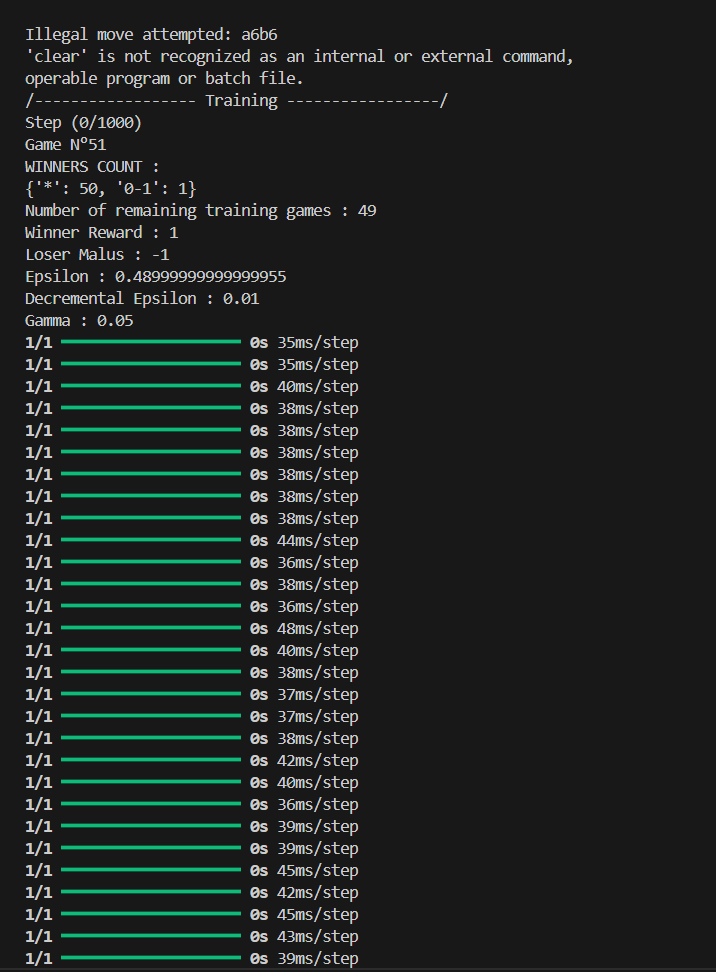 Illegal move attempted: a6b6
'clear' is not recognized as an internal or external command,
operable program or batch file.
/------------------ Training -----------------/
Step (0/1000)
Game N°51
WINNERS COUNT :
{'*': 50, '0-1': 1}
Number of remaining training games : 49
Winner Reward : 1
Loser Malus : -1
Epsilon : 0.48999999999999955
Decremental Epsilon : 0.01
Gamma : 0.05
1/1 0s 35ms/step
1/1 0s 35ms/step
1/1 0s 40ms/step
1/1 0s 38ms/step
1/1 0s 38ms/step
1/1 0s 38ms/step
1/1 0s 38ms/step
1/1 0s 38ms/step
1/1 0s 38ms/step
1/1 0s 44ms/step
1/1 0s 36ms/step
1/1 0s 38ms/step
1/1 0s 36ms/step
1/1 0s 48ms/step
1/1 0s 40ms/step
1/1 0s 38ms/step
1/1 0s 37ms/step
1/1 0s 37ms/step
1/1 0s 38ms/step
1/1 0s 42ms/step
1/1 0s 40ms/step
1/1 0s 36ms/step
1/1 0s 39ms/step
1/1 0s 39ms/step
1/1 0s 45ms/step
1/1 0s 42ms/step
1/1 0s 45ms/step
1/1 0s 43ms/step
1/1 0s 39ms/step